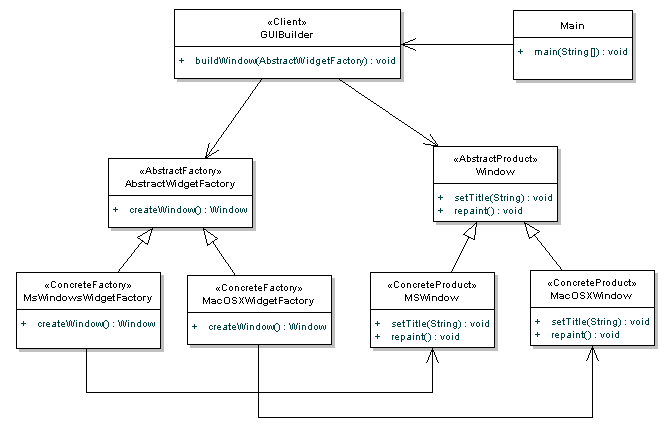 «Client»
GUIBuilder
+ buildWindow(AbstractWidgetFactory) : void
Main
+ main(String[]) : void
«AbstractFactory»
AbstractWidgetFactory
+ createWindow() : Window
«AbstractProduct»
Window
+ setTitle(String) : void
+ repaint() : void
«ConcreteFactory»
MsWindowsWidgetFactory
+ createWindow() : Window
«ConcreteFactory»
MacOSXWidgetFactory
+ createWindow() : Window
«ConcreteProduct»
MSWindow
+ setTitle(String) : void
+ repaint() : void
«ConcreteProduct»
MacOSXWindow
+ setTitle(String) : void
+ repaint() : void